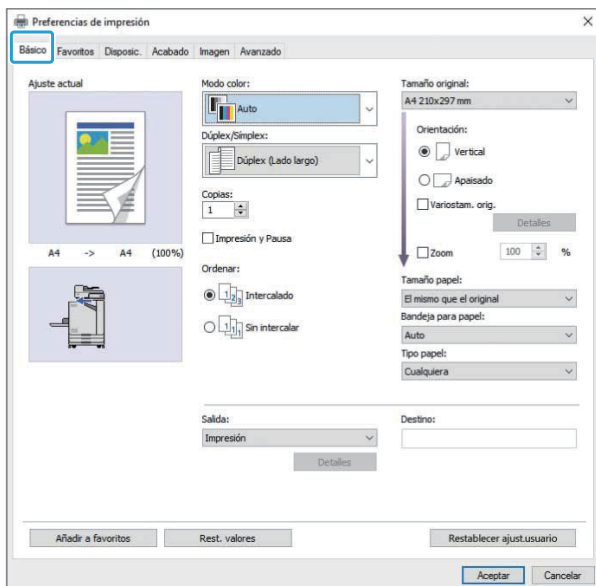 Preferencias de impresión
Básico Favoritos Disposic. Acabado Imagen Avanzado
Ajuste actual
A4 -> A4 (100%)
Modo color:
Auto
Dúplex/Símplex:
Dúplex (Lado largo)
Copias:
1
Impresión y Pausa
Ordenar:
Intercalado
Sin intercalar
Tamaño original:
A4 210x297 mm
Orientación:
Vertical
Apaisado
Variostam. orig.
Detalles
Zoom 100 %
Tamaño papel:
El mismo que el original
Bandeja para papel:
Auto
Tipo papel:
Cualquiera
Salida:
Impresión
Detalles
Destino:
Añadir a favoritos Rest. valores Restablecer ajust.usuario
Aceptar Cancelar